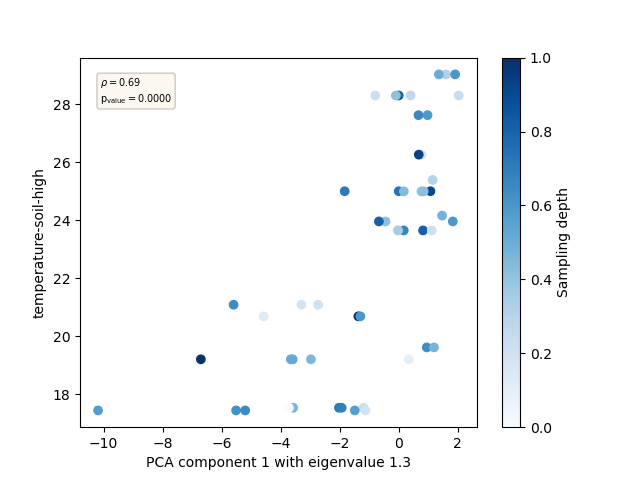 ρ = 0.69
p_value = 0.0000
28
26
24
22
20
18
temperature-soil-high
−10 −8 −6 −4 −2 0 2
PCA component 1 with eigenvalue 1.3
1.0
0.8
0.6
0.4
0.2
0.0
Sampling depth